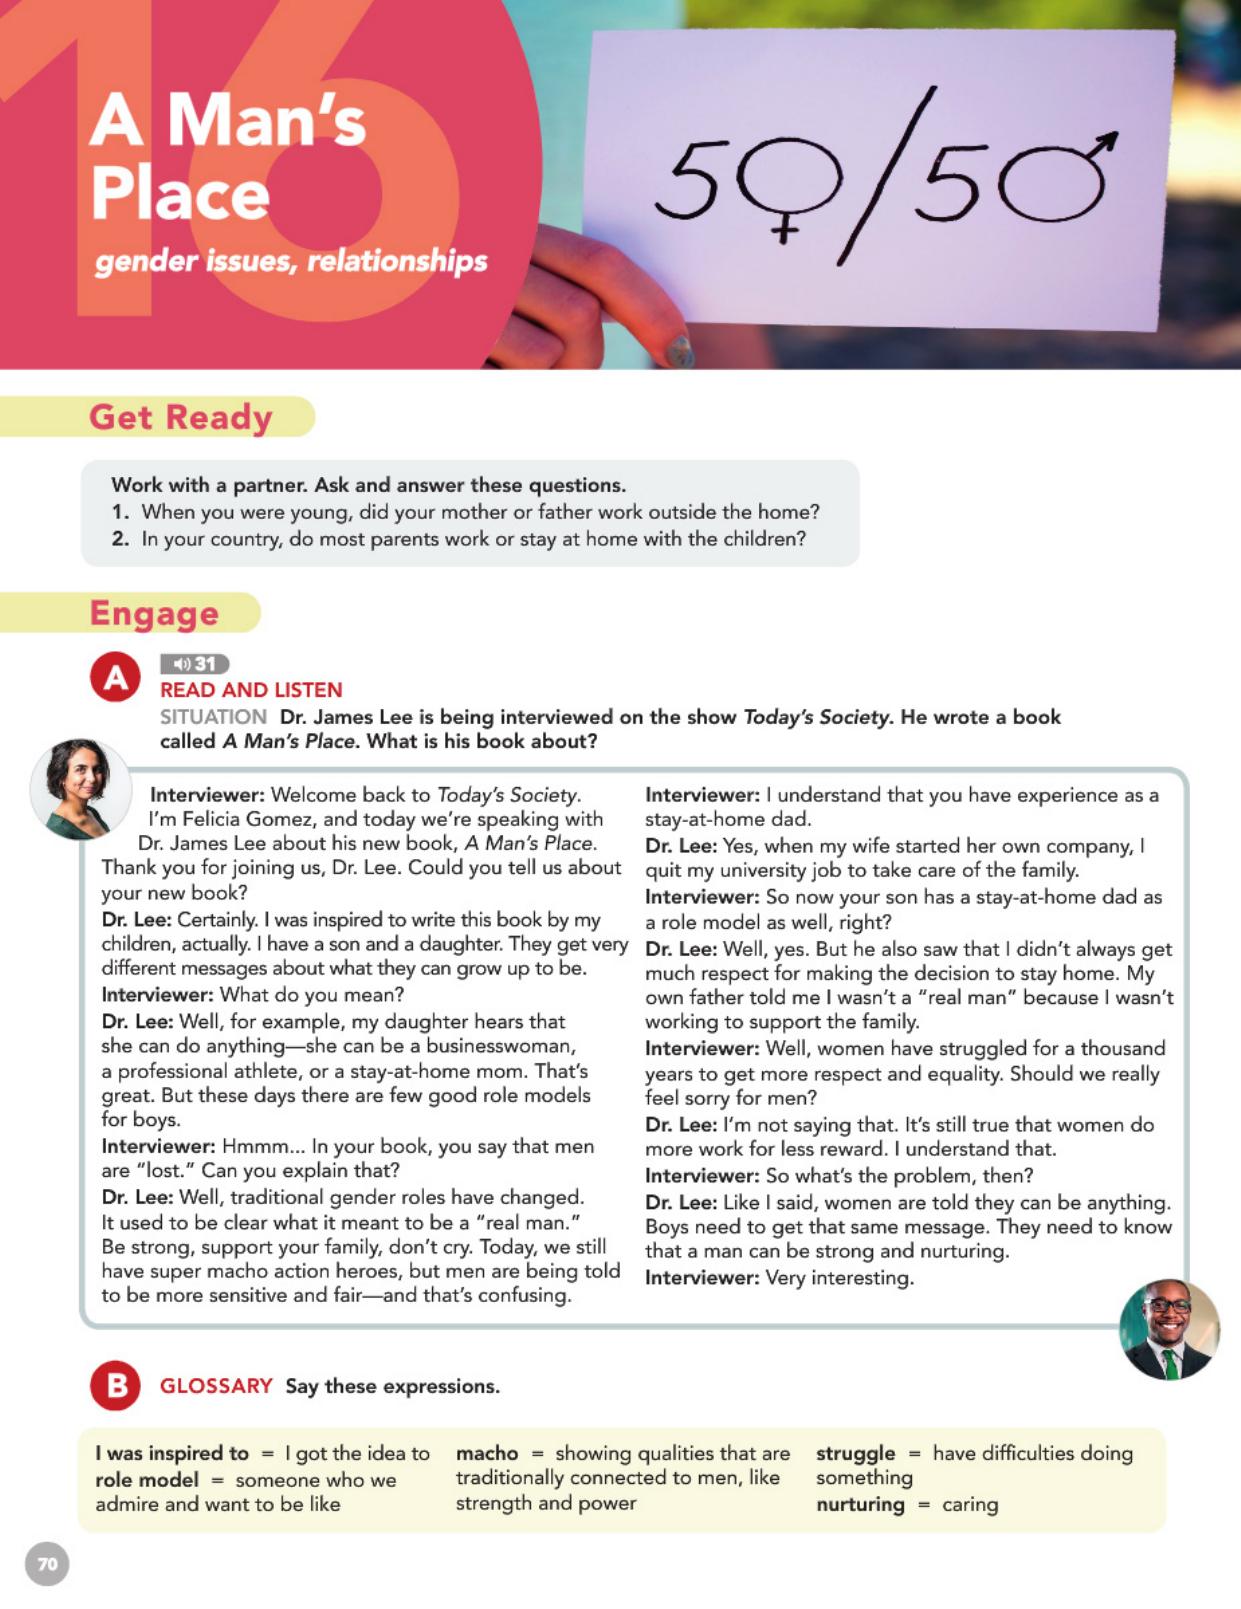 16
A Man's
Place
gender issues, relationships
50/50
Get Ready
Work with a partner. Ask and answer these questions.
1. When you were young, did your mother or father work outside the home?
2. In your country, do most parents work or stay at home with the children?
Engage
A
31
READ AND LISTEN
SITUATION Dr. James Lee is being interviewed on the show Today's Society. He wrote a book
called A Man's Place. What is his book about?
Interviewer: Welcome back to Today's Society.
I'm Felicia Gomez, and today we're speaking with
Dr. James Lee about his new book, A Man's Place.
Thank you for joining us, Dr. Lee. Could you tell us about
your new book?
Dr. Lee: Certainly. I was inspired to write this book by my
children, actually. I have a son and a daughter. They get very
different messages about what they can grow up to be.
Interviewer: What do you mean?
Dr. Lee: Well, for example, my daughter hears that
she can do anything—she can be a businesswoman,
a professional athlete, or a stay-at-home mom. That's
great. But these days there are few good role models
for boys.
Interviewer: Hmmm... In your book, you say that men
are "lost." Can you explain that?
Dr. Lee: Well, traditional gender roles have changed.
It used to be clear what it meant to be a "real man."
Be strong, support your family, don't cry. Today, we still
have super macho action heroes, but men are being told
to be more sensitive and fair—and that's confusing.
Interviewer: I understand that you have experience as a
stay-at-home dad.
Dr. Lee: Yes, when my wife started her own company, I
quit my university job to take care of the family.
Interviewer: So now your son has a stay-at-home dad as
a role model as well, right?
Dr. Lee: Well, yes. But he also saw that I didn't always get
much respect for making the decision to stay home. My
own father told me I wasn't a "real man" because I wasn't
working to support the family.
Interviewer: Well, women have struggled for a thousand
years to get more respect and equality. Should we really
feel sorry for men?
Dr. Lee: I'm not saying that. It's still true that women do
more work for less reward. I understand that.
Interviewer: So what's the problem, then?
Dr. Lee: Like I said, women are told they can be anything.
Boys need to get that same message. They need to know
that a man can be strong and nurturing.
Interviewer: Very interesting.
B
GLOSSARY Say these expressions.
I was inspired to = I got the idea to
role model = someone who we
admire and want to be like
macho = showing qualities that are
traditionally connected to men, like
strength and power
struggle = have difficulties doing
something
nurturing = caring
70